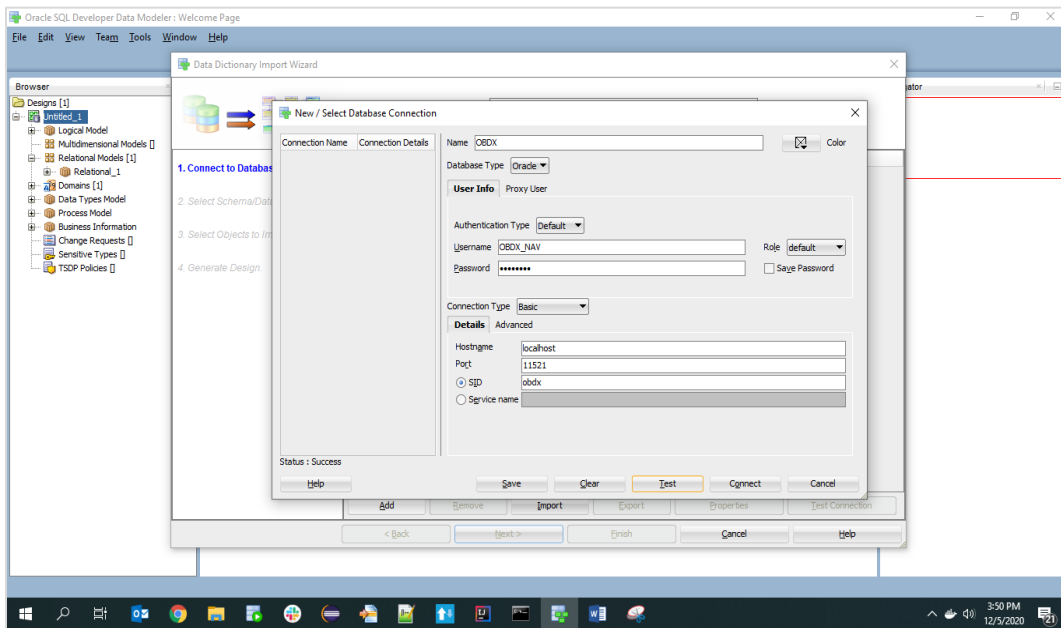 Oracle SQL Developer Data Modeler : Welcome Page
File Edit View Team Tools Window Help
Data Dictionary Import Wizard
Browser
Designs [1]
Untitled_1
Logical Model
Multidimensional Models []
Relational Models [1]
Relational_1
Domains [1]
Data Types Model
Process Model
Business Information
Change Requests []
Sensitive Types []
TSDP Policies []
1. Connect to Databas
2. Select Schema/Dat
3. Select Objects to Im
4. Generate Design.
New / Select Database Connection
Connection Name Connection Details
Name OBDX Color
Database Type Oracle
User Info Proxy User
Authentication Type Default
Username OBDX_NAV Role default
Password •••••••• Save Password
Connection Type Basic
Details Advanced
Hostname localhost
Port 11521
SID obdx
Service name
Status : Success
Help Save Clear Test Connect Cancel
Add Remove Import Export Properties Test Connection
< Back Next > Finish Cancel Help
ator
3:50 PM
12/5/2020
21